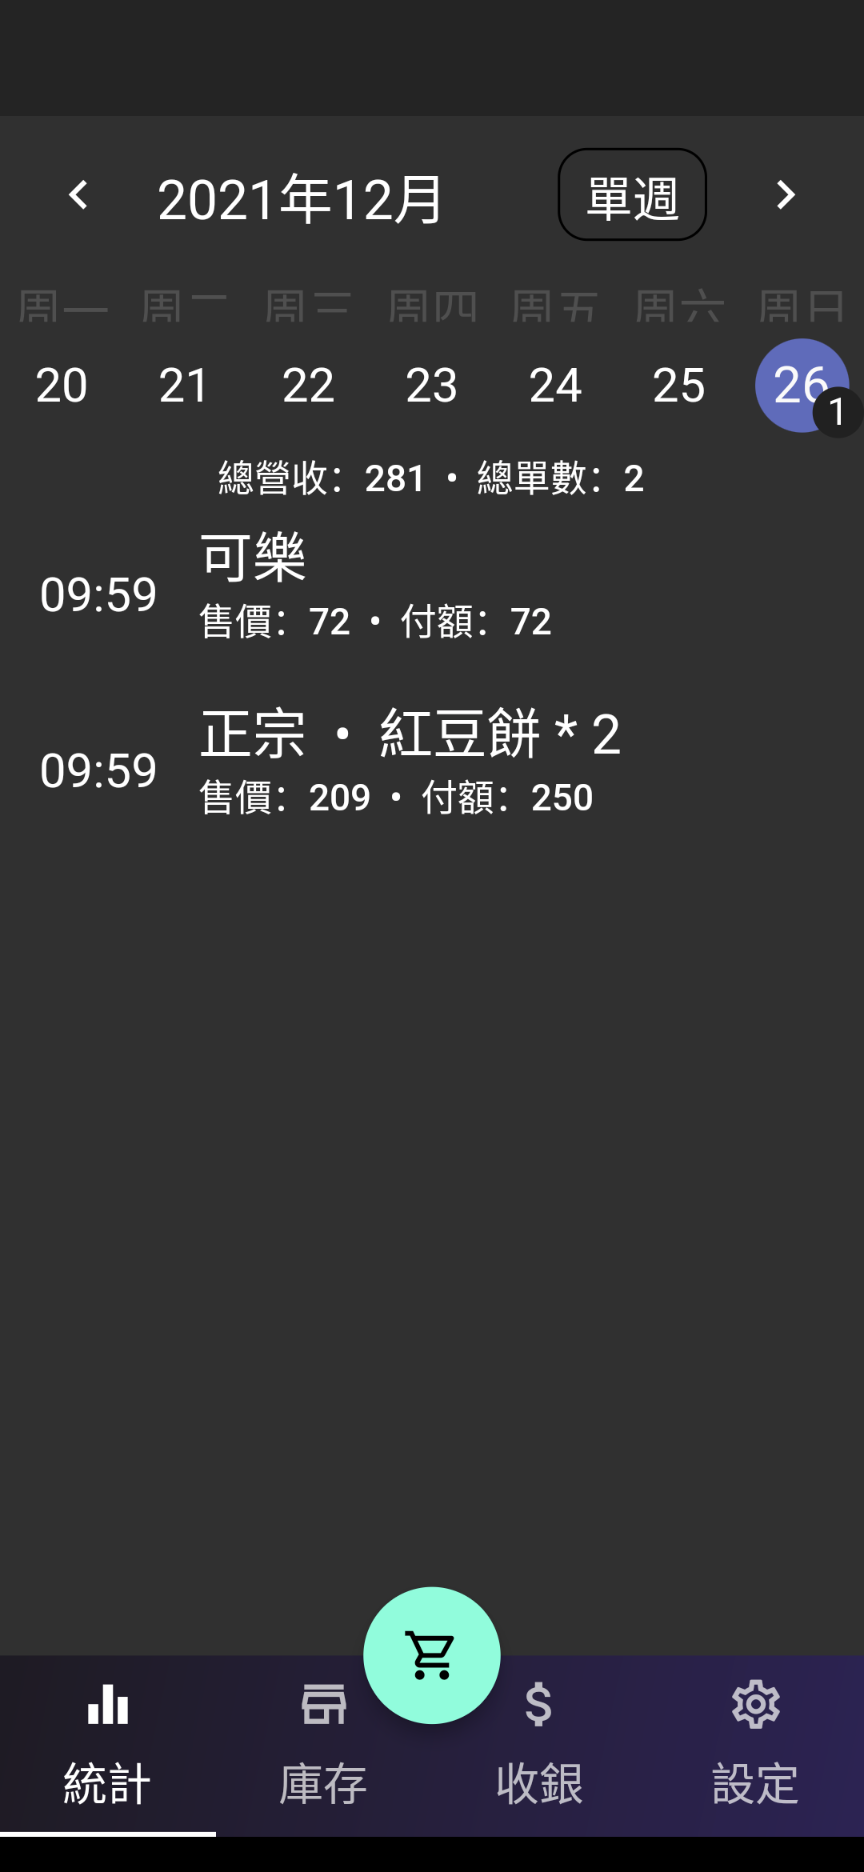 2021年12月 單週
周一 周二 周三 周四 周五 周六 周日
20 21 22 23 24 25 26
1
總營收：281 • 總單數：2
可樂
09:59
售價：72 • 付額：72
正宗 • 紅豆餅 * 2
09:59
售價：209 • 付額：250
統計 庫存 收銀 設定